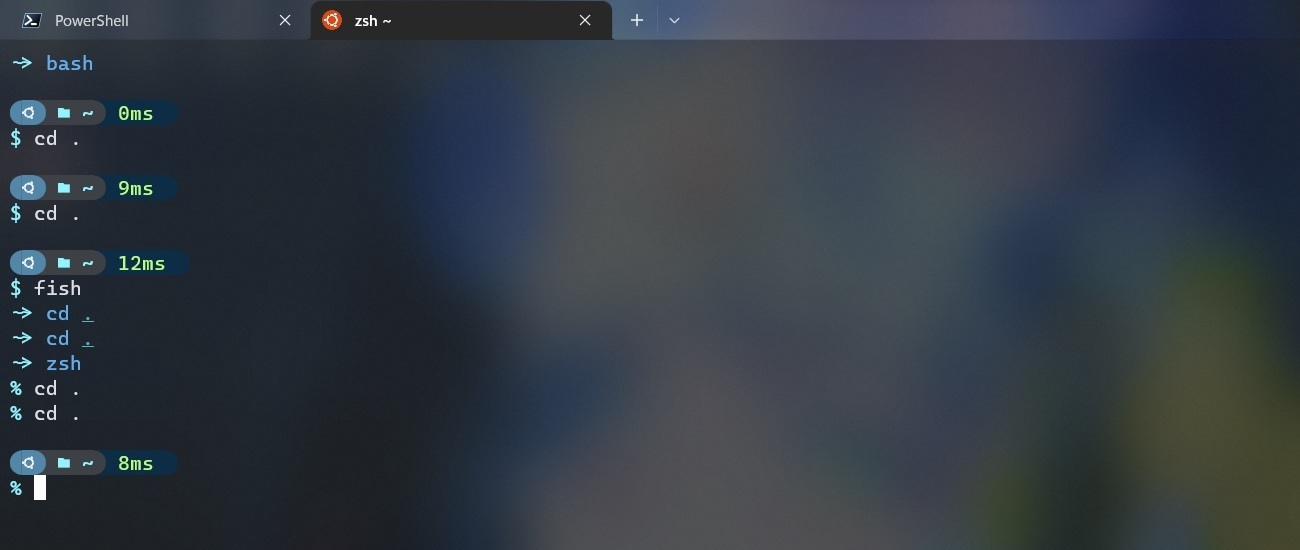 PowerShell
zsh ~
→ bash
~ 0ms
$ cd .
~ 9ms
$ cd .
~ 12ms
$ fish
→ cd .
→ cd .
→ zsh
% cd .
% cd .
~ 8ms
%